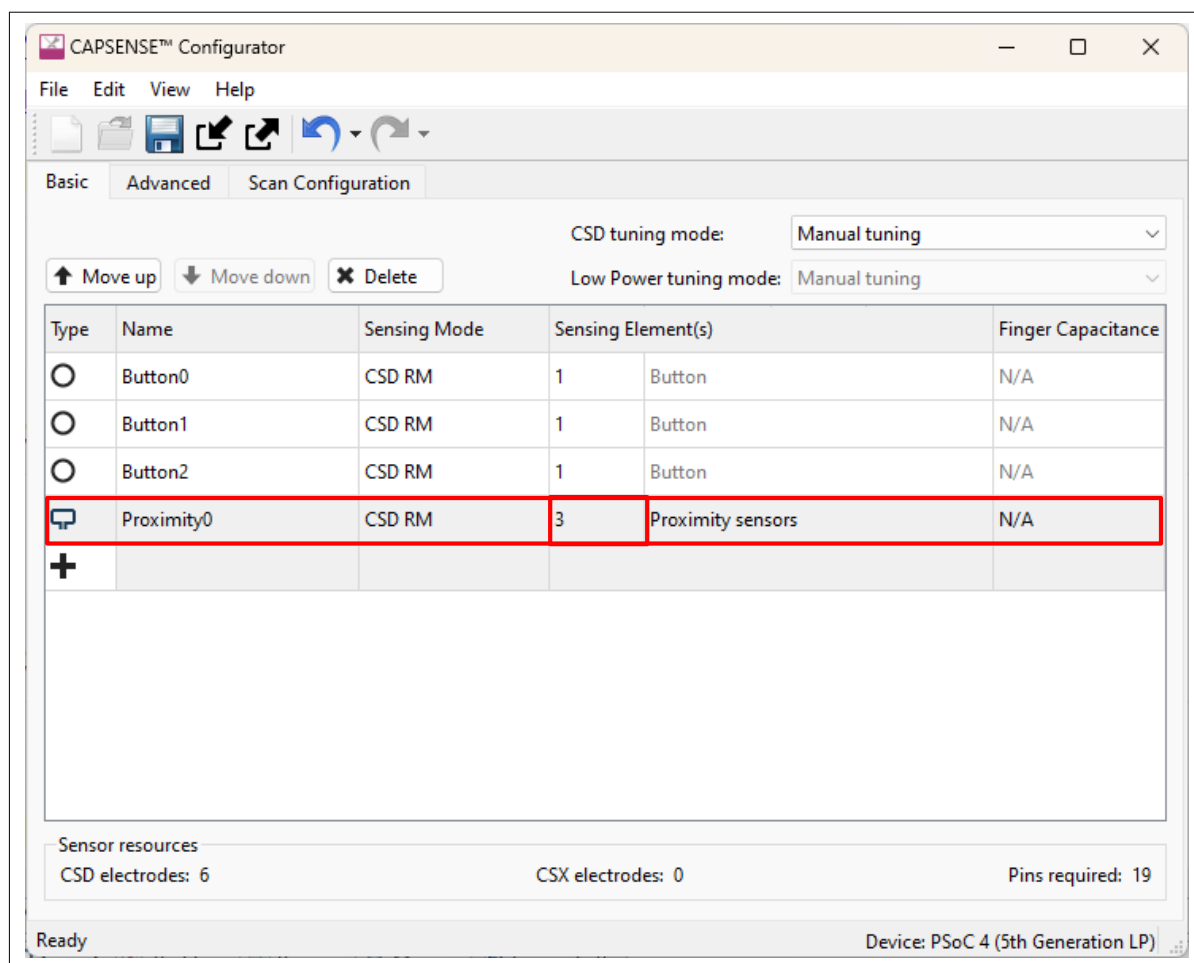 CAPSENSE™ Configurator
File Edit View Help
Basic Advanced Scan Configuration
CSD tuning mode: Manual tuning
Move up Move down Delete Low Power tuning mode: Manual tuning
Type Name Sensing Mode Sensing Element(s) Finger Capacitance
Button0 CSD RM 1 Button N/A
Button1 CSD RM 1 Button N/A
Button2 CSD RM 1 Button N/A
Proximity0 CSD RM 3 Proximity sensors N/A
Sensor resources
CSD electrodes: 6 CSX electrodes: 0 Pins required: 19
Ready Device: PSoC 4 (5th Generation LP)